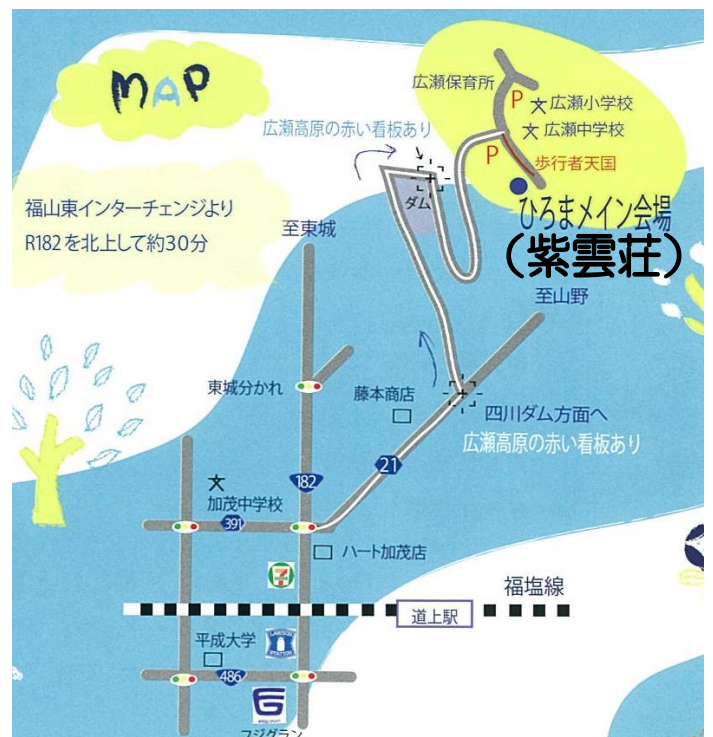 MAP
広瀬保育所
P
広瀬小学校
広瀬高原の赤い看板あり
広瀬中学校
P
歩行者天国
ダム
福山東インターチェンジより
R182を北上して約30分
至東城
ひろまメイン会場
(紫雲荘)
至山野
東城分かれ
藤本商店
四川ダム方面へ
広瀬高原の赤い看板あり
21
182
加茂中学校
391
ハート加茂店
7
福塩線
道上駅
平成大学
LAWSON
STATION
486
フジグラン